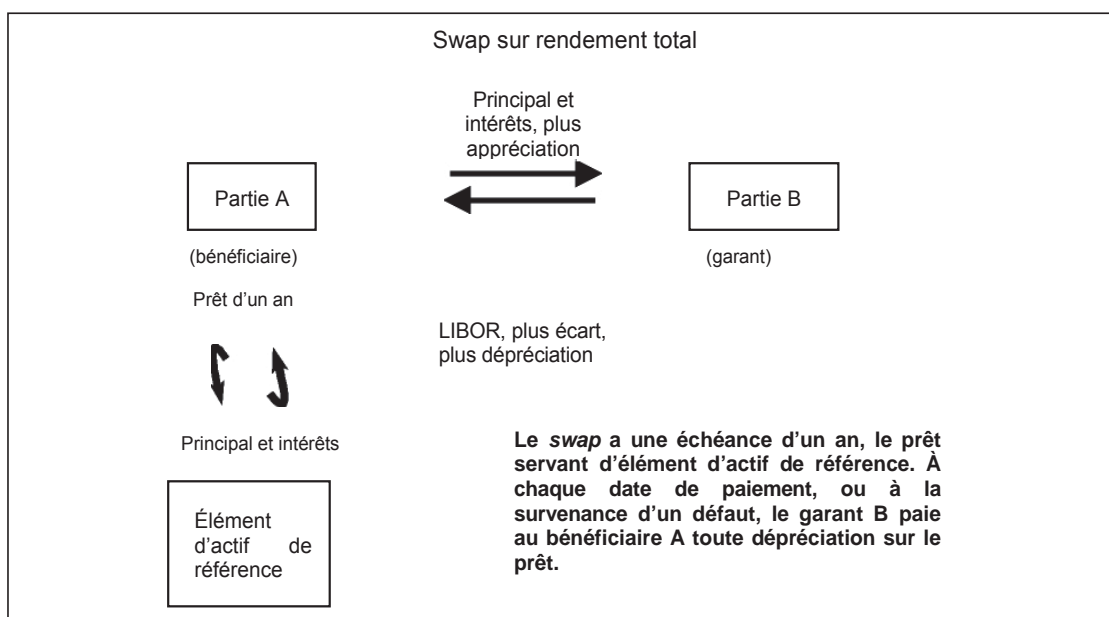 Swap sur rendement total
Principal et
intérêts, plus
appréciation
Partie A
Partie B
(bénéficiaire)
(garant)
Prêt d'un an
LIBOR, plus écart,
plus dépréciation
Principal et intérêts
Élément
d'actif de
référence
Le swap a une échéance d'un an, le prêt
servant d'élément d'actif de référence. À
chaque date de paiement, ou à la
survenance d'un défaut, le garant B paie
au bénéficiaire A toute dépréciation sur le
prêt.